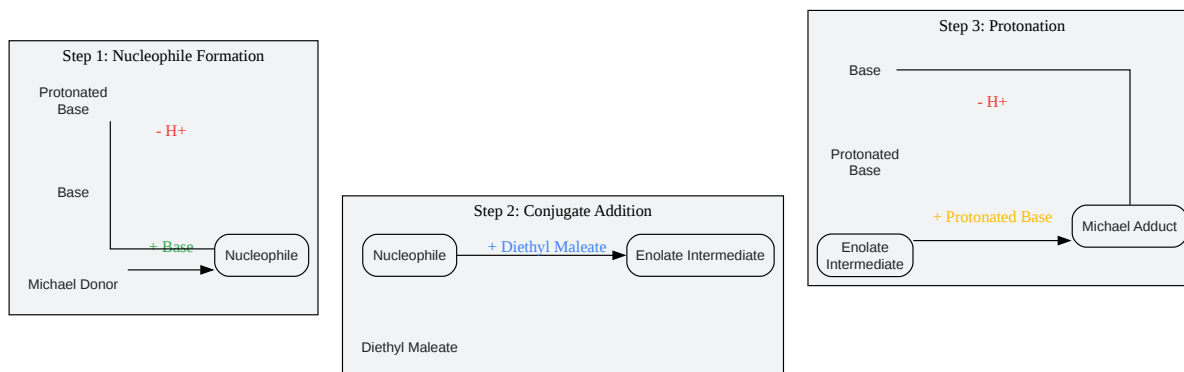 Step 1: Nucleophile Formation
Protonated
Base
- H+
Base
+ Base
Nucleophile
Michael Donor
Step 2: Conjugate Addition
Nucleophile
+ Diethyl Maleate
Enolate Intermediate
Diethyl Maleate
Step 3: Protonation
Base
- H+
Protonated
Base
+ Protonated Base
Michael Adduct
Enolate
Intermediate